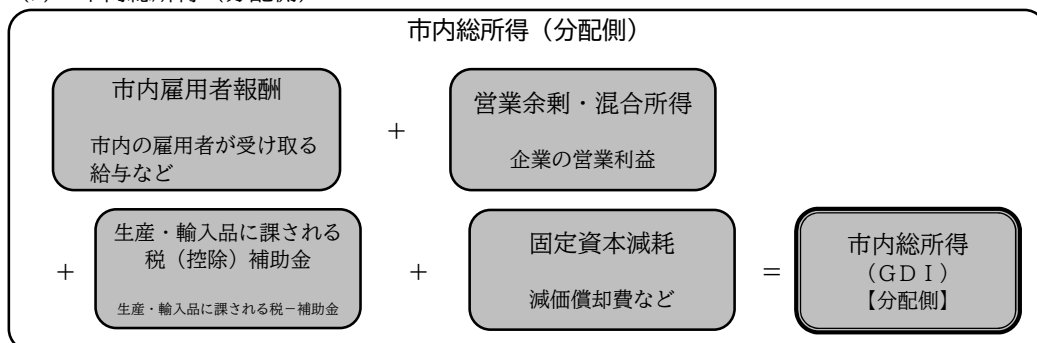 市内総所得（分配側）
市内雇用者報酬
市内の雇用者が受け取る
給与など
＋
営業余剰・混合所得
企業の営業利益
＋
生産・輸入品に課される
税（控除）補助金
生産・輸入品に課される税－補助金
＋
固定資本減耗
減価償却費など
＝
市内総所得
（ＧＤＩ）
【分配側】